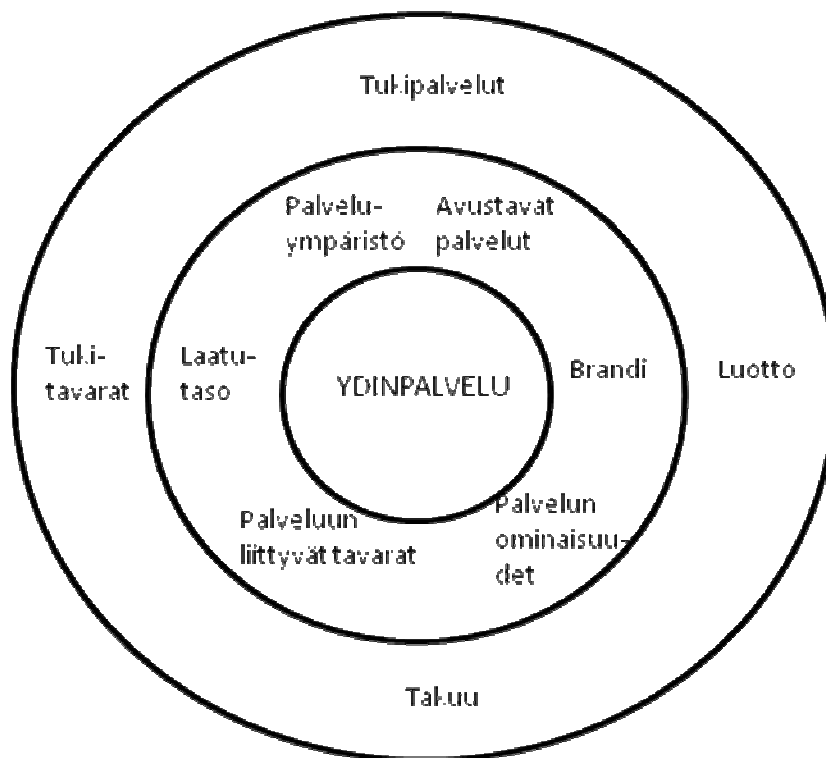 Tukipalvelut
Palvelu-
ympäristö
Avustavat
palvelut
Tuki-
tavarat
Laatu-
taso
YDINPALVELU
Brandi
Luotto
Palveluun
liittyvät tavarat
Palvelun
ominaisuu-
det
Takuu